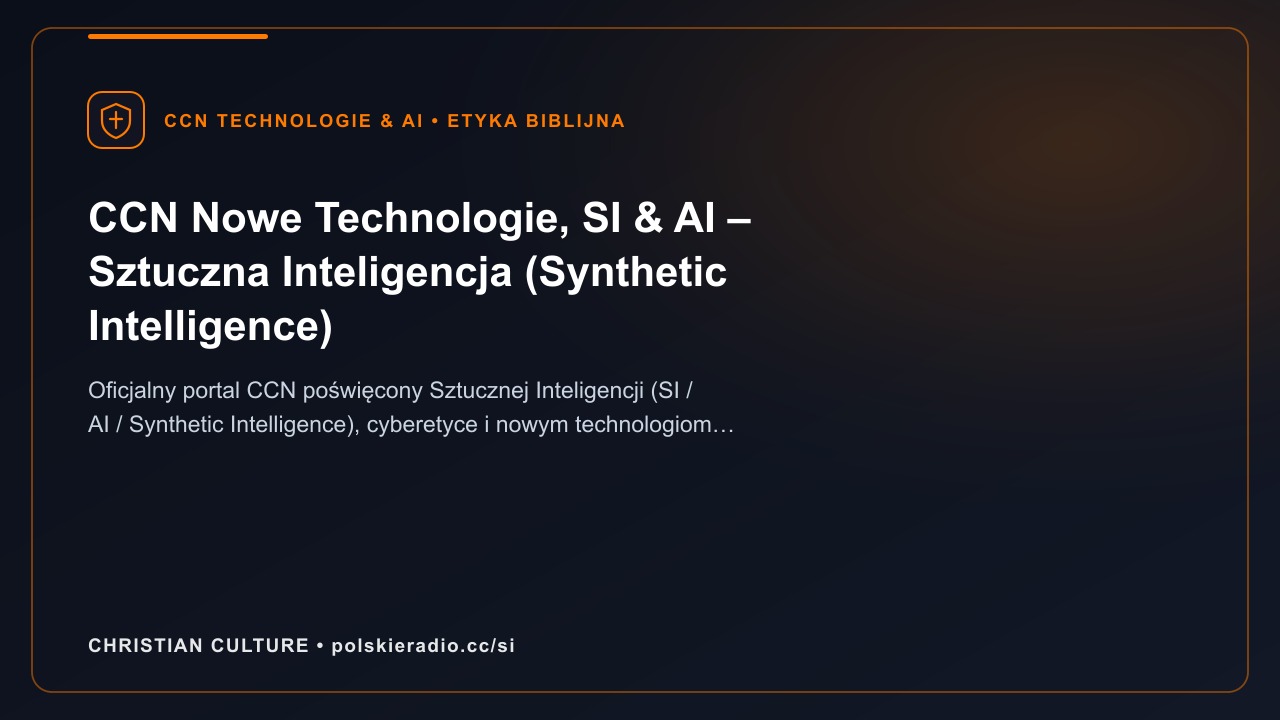 CCN TECHNOLOGIE & AI • ETYKA BIBLIJNA
CCN Nowe Technologie, SI & AI –
Sztuczna Inteligencja (Synthetic
Intelligence)
Oficjalny portal CCN poświęcony Sztucznej Inteligencji (SI /
AI / Synthetic Intelligence), cyberetyce i nowym technologiom…
CHRISTIAN CULTURE • polskieradio.cc/si